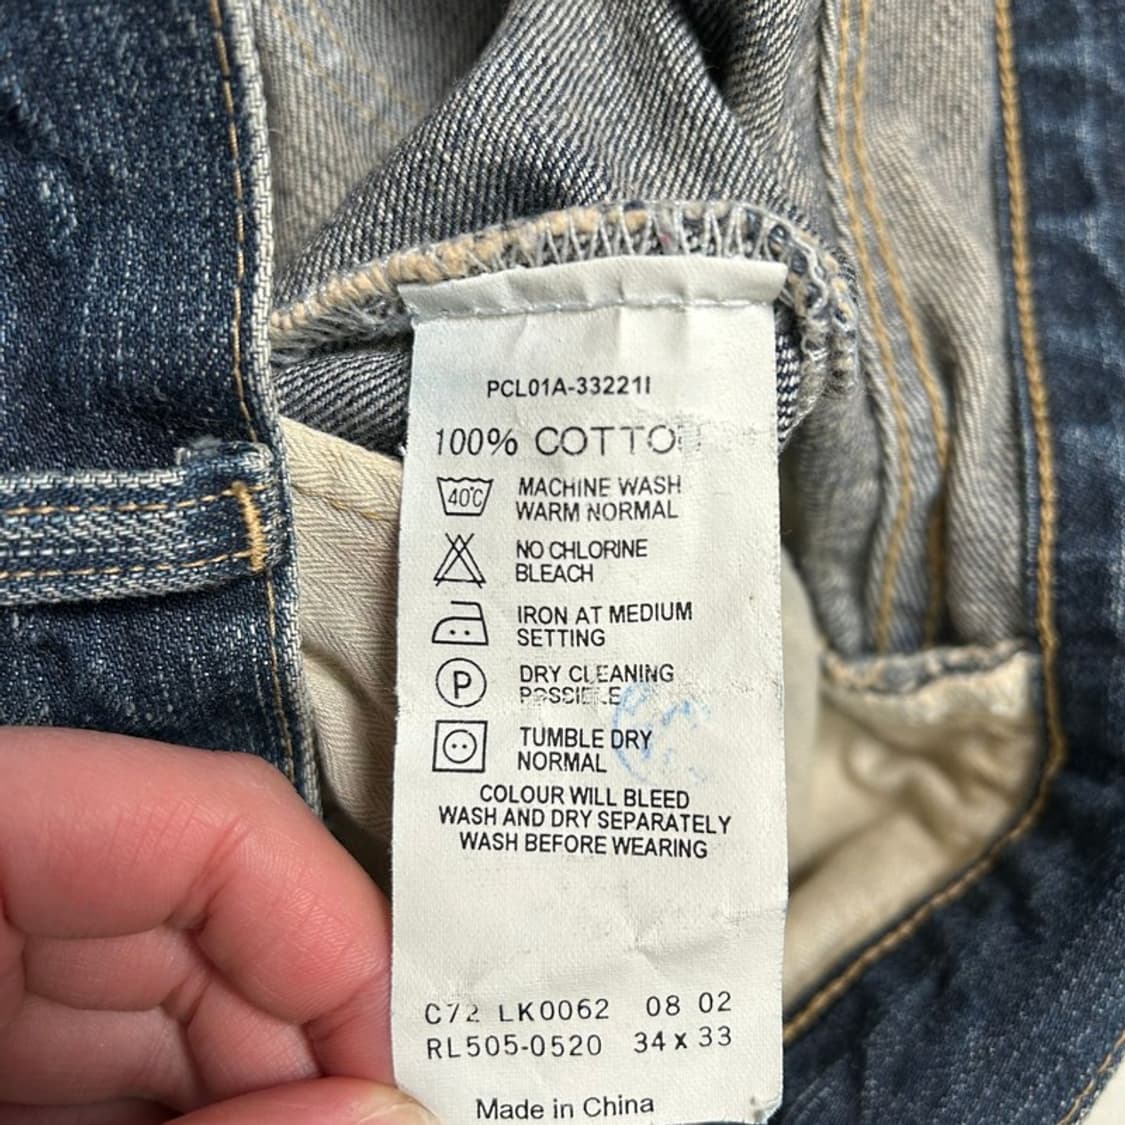 PCL01A-33221I
100% COTTO
40°C
MACHINE WASH
WARM NORMAL
NO CHLORINE
BLEACH
IRON AT MEDIUM
SETTING
P
DRY CLEANING
POSSIBLE
TUMBLE DRY
NORMAL
COLOUR WILL BLEED
WASH AND DRY SEPARATELY
WASH BEFORE WEARING
C72 LK0062 08 02
RL505-0520 34 x 33
Made in China